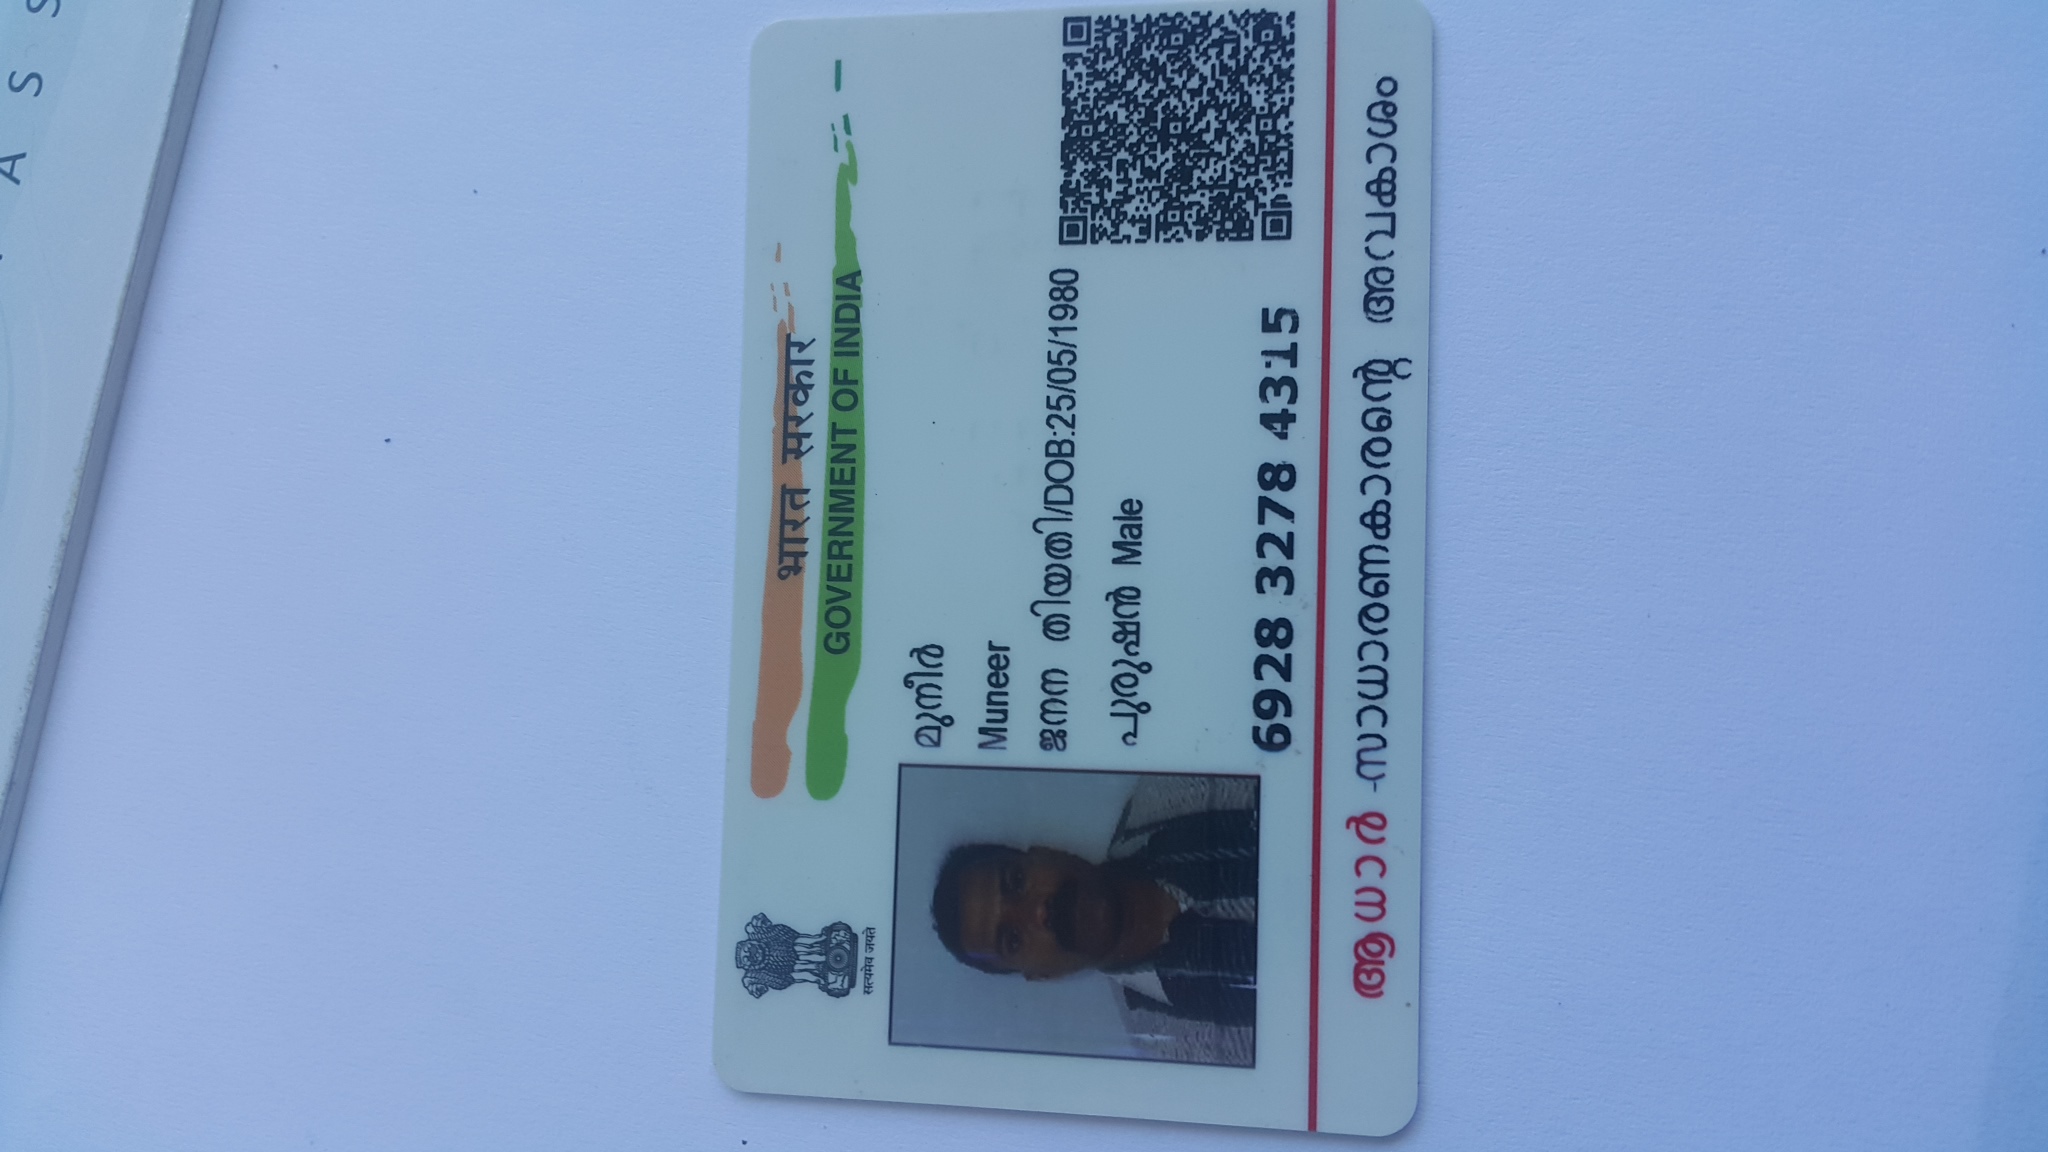 A S S
भारत सरकार
GOVERNMENT OF INDIA
सत्यमेव जयते
മുനീർ
Muneer
ജനന തിയതി/DOB:25/05/1980
പുരുഷൻ Male
6928 3278 4315
ആധാർ -സാധാരണകാരന്റെ അവകാശം